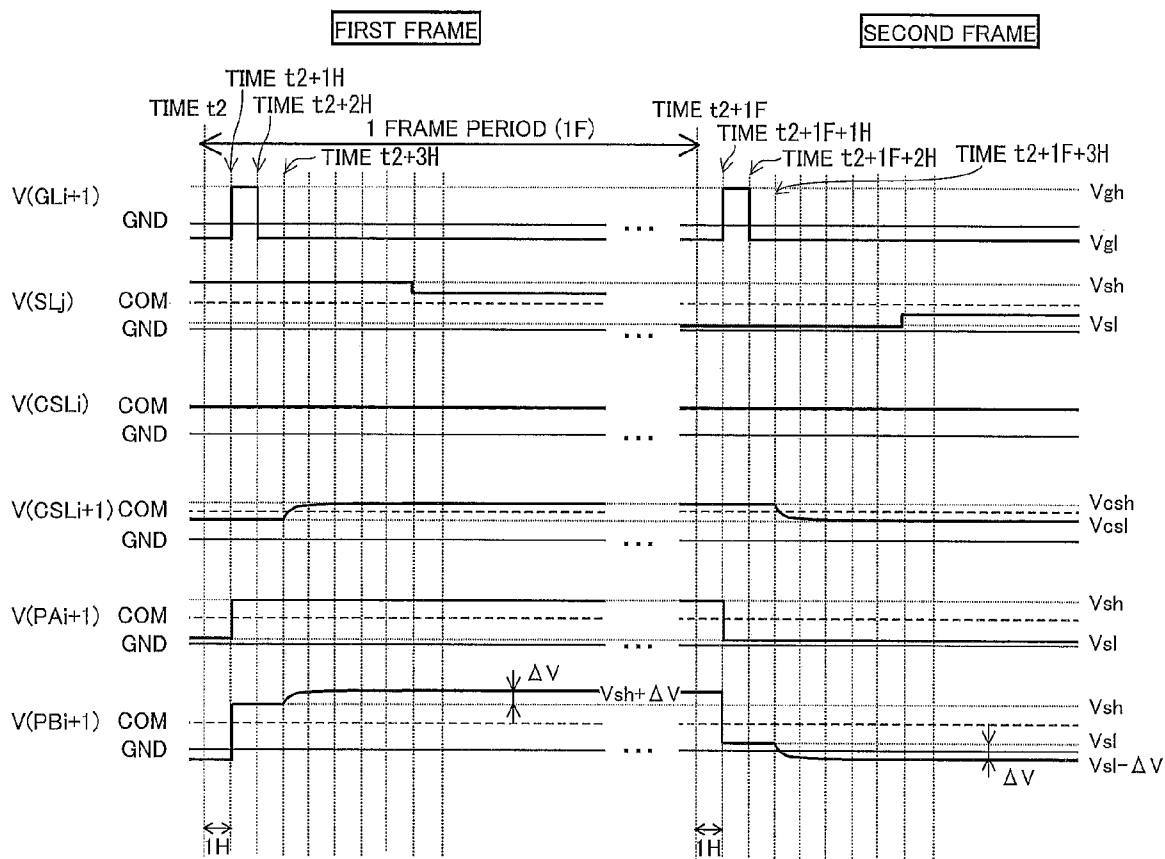 FIRST FRAME
SECOND FRAME
TIME t2+1H
TIME t2
TIME t2+2H
TIME t2+1F
1 FRAME PERIOD (1F)
TIME t2+1F+1H
TIME t2+3H
TIME t2+1F+2H
TIME t2+1F+3H
V(GLi+1)
Vgh
GND
...
Vgl
V(SLj)
Vsh
COM
GND
...
Vsl
V(CSLi)
COM
GND
...
V(CSLi+1)
COM
Vcsh
Vcsl
GND
...
V(PAi+1)
COM
Vsh
GND
Vsl
V(PBi+1)
ΔV
Vsh+ΔV
Vsh
COM
GND
...
Vsl
ΔV
Vsl-ΔV
1H
1H